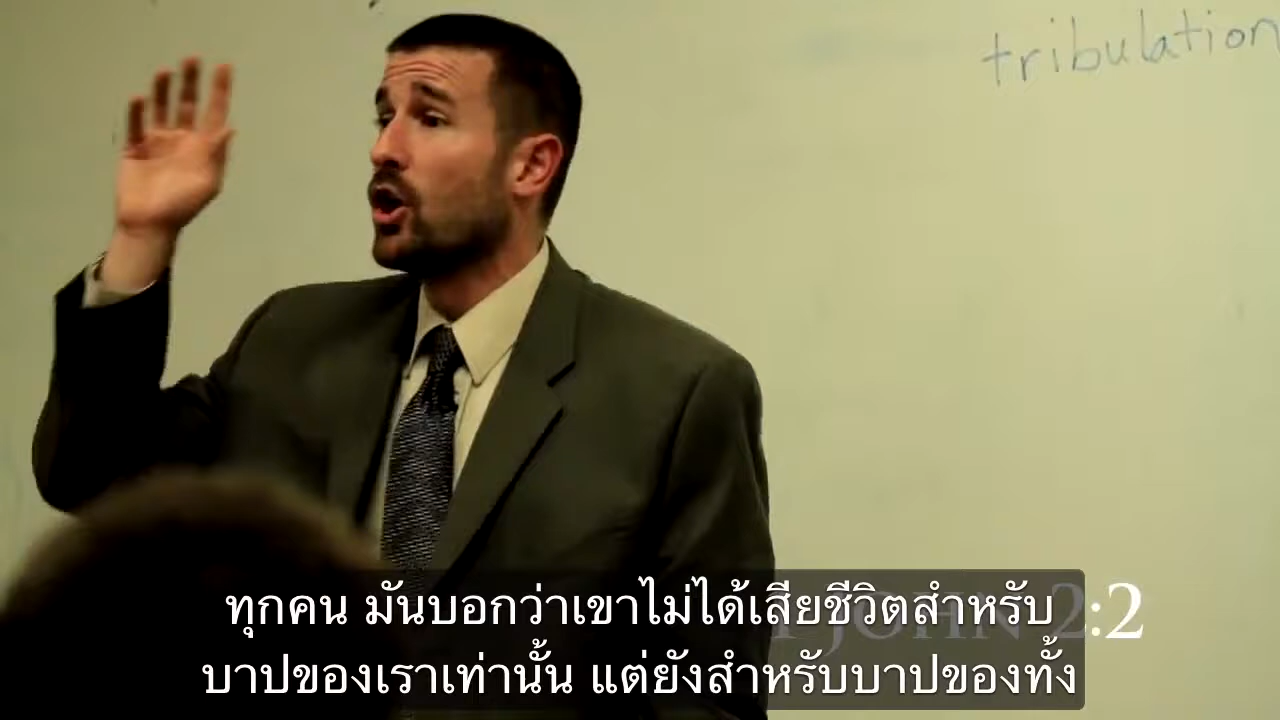 tribulation
1 JOHN 2:2
ทุกคน มันบอกว่าเขาไม่ได้เสียชีวิตสำหรับ
บาปของเราเท่านั้น แต่ยังสำหรับบาปของทั้ง